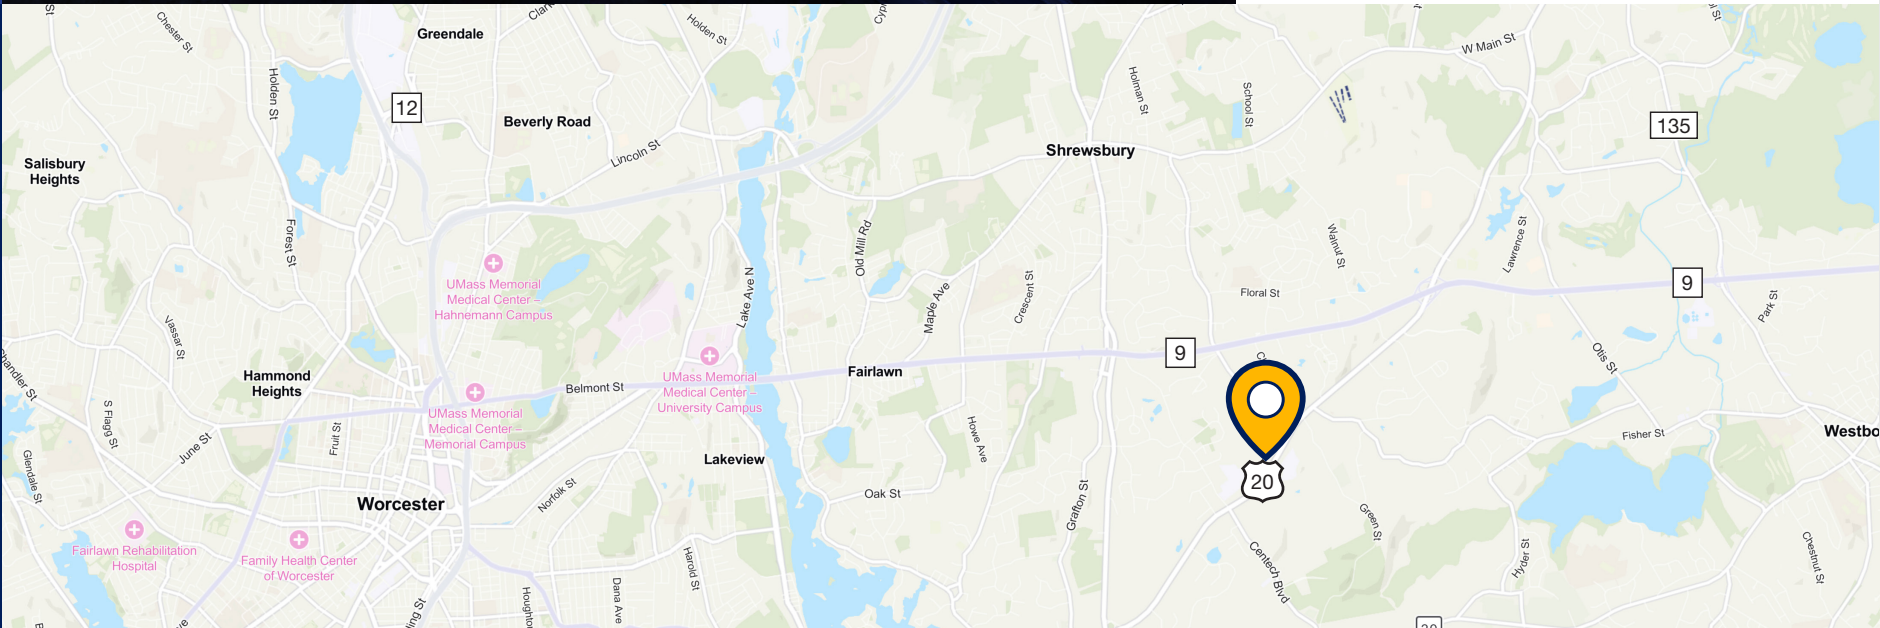 Chester St
Greendale
Holden St
W Main St
Holden St
12
Beverly Road
Holman St
School St
135
Lincoln St
Shrewsbury
Salisbury
Heights
Forest St
Old Mill Rd
Walnut St
Lawrence St
UMass Memorial
Medical Center –
Hahnemann Campus
Lake Ave N
Maple Ave
Crescent St
Floral St
9
Park St
Vassar St
9
Chandler St
Hammond
Heights
Belmont St
UMass Memorial
Medical Center –
University Campus
Fairlawn
Otis St
S Flagg St
June St
Fruit St
UMass Memorial
Medical Center –
Memorial Campus
Howe Ave
Fisher St
Westbo
Lakeview
Glendale St
Worcester
Norfolk St
Oak St
Grafton St
20
Green St
Fairlawn Rehabilitation
Hospital
Family Health Center
of Worcester
Harold St
Dana Ave
Centech Blvd
Hyder St
Chestnut St
Houghto